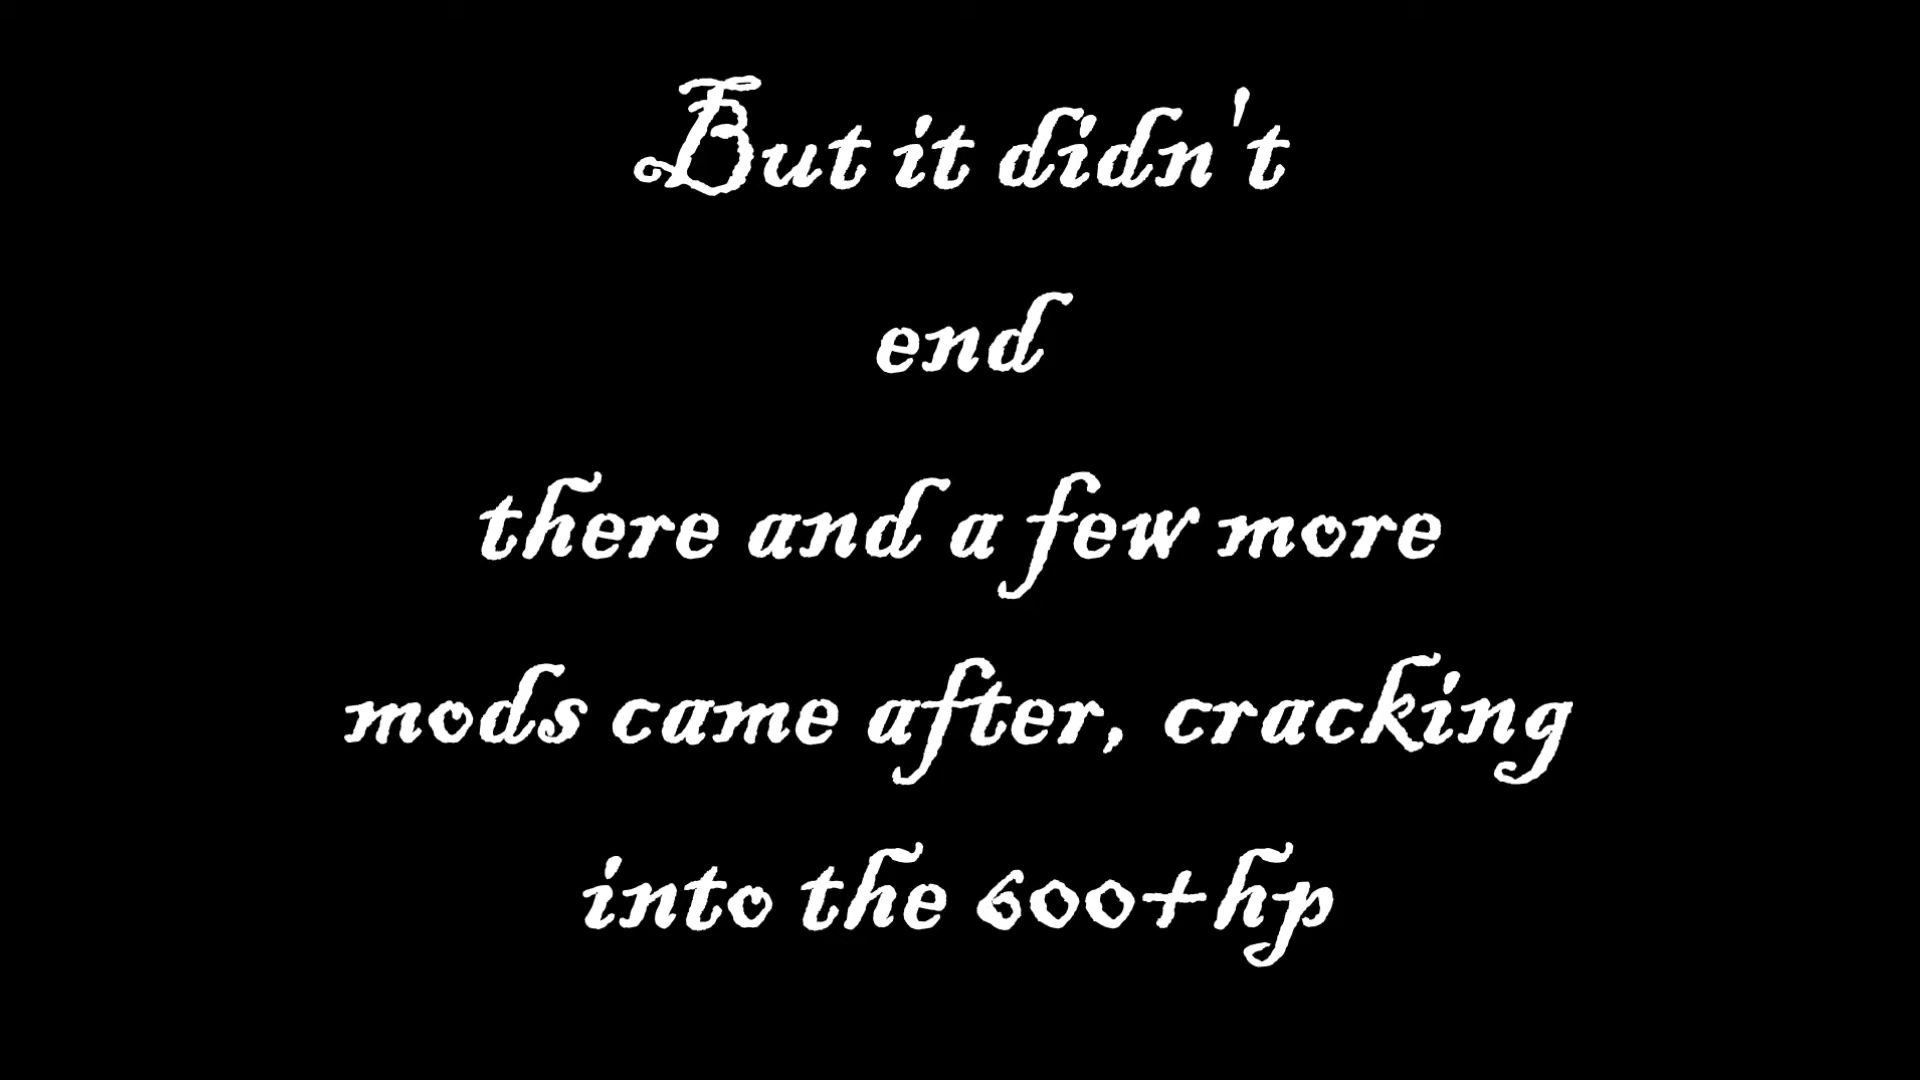 But it didn't
end
there and a few more
mods came after, cracking
into the 600+hp